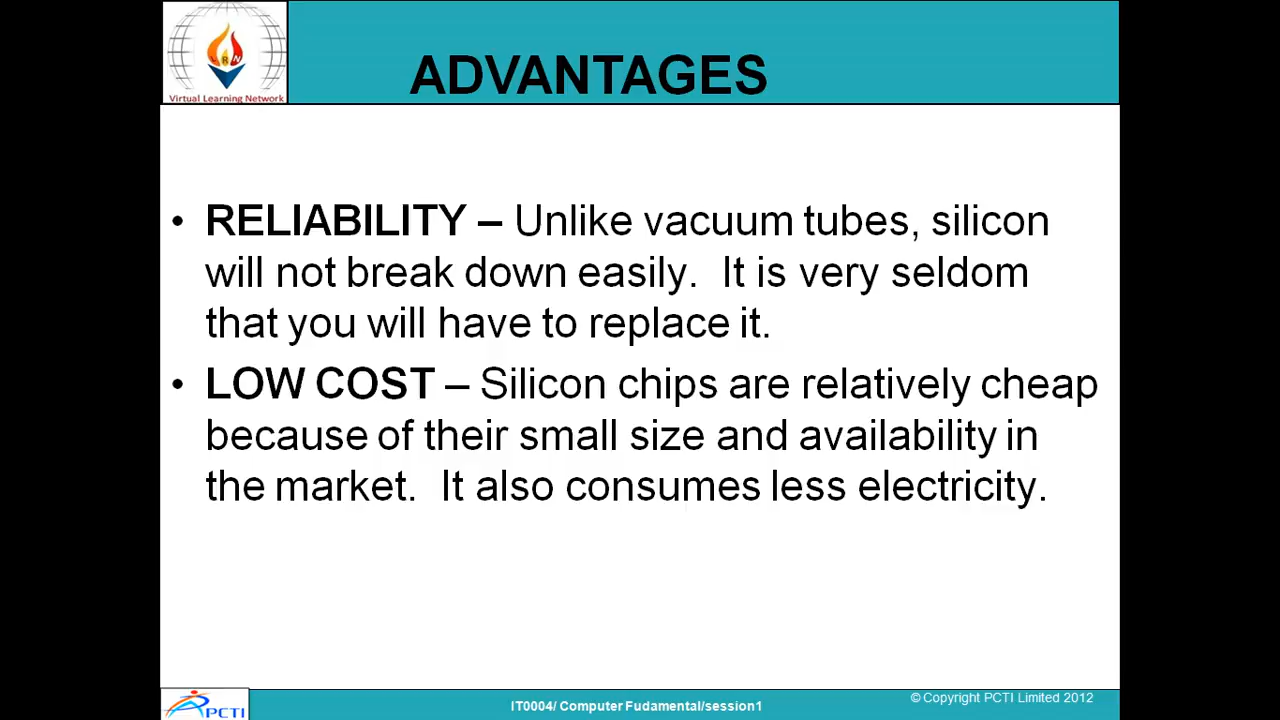 Virtual Learning Network
ADVANTAGES
• RELIABILITY – Unlike vacuum tubes, silicon
will not break down easily. It is very seldom
that you will have to replace it.
• LOW COST – Silicon chips are relatively cheap
because of their small size and availability in
the market. It also consumes less electricity.
PCTI
IT0004/ Computer Fudamental/session1
© Copyright PCTI Limited 2012